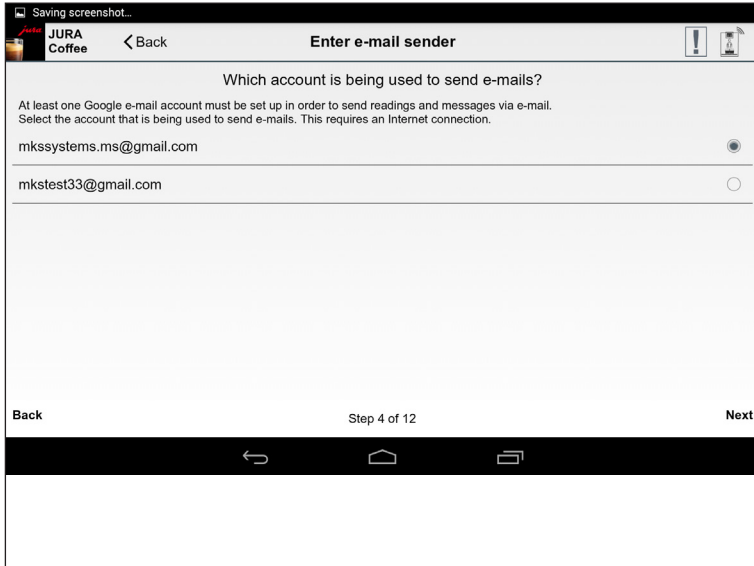 Saving screenshot...
jura
JURA
Coffee
Back
Enter e-mail sender
Which account is being used to send e-mails?
At least one Google e-mail account must be set up in order to send readings and messages via e-mail.
Select the account that is being used to send e-mails. This requires an Internet connection.
mkssystems.ms@gmail.com
mkstest33@gmail.com
Back
Step 4 of 12
Next